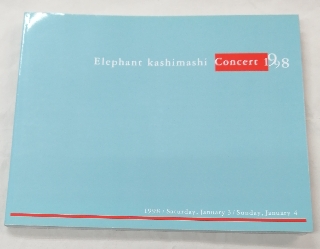 Elephant kashimashi Concert 1998
1998 · Saturday, January 3 / Sunday, January 4